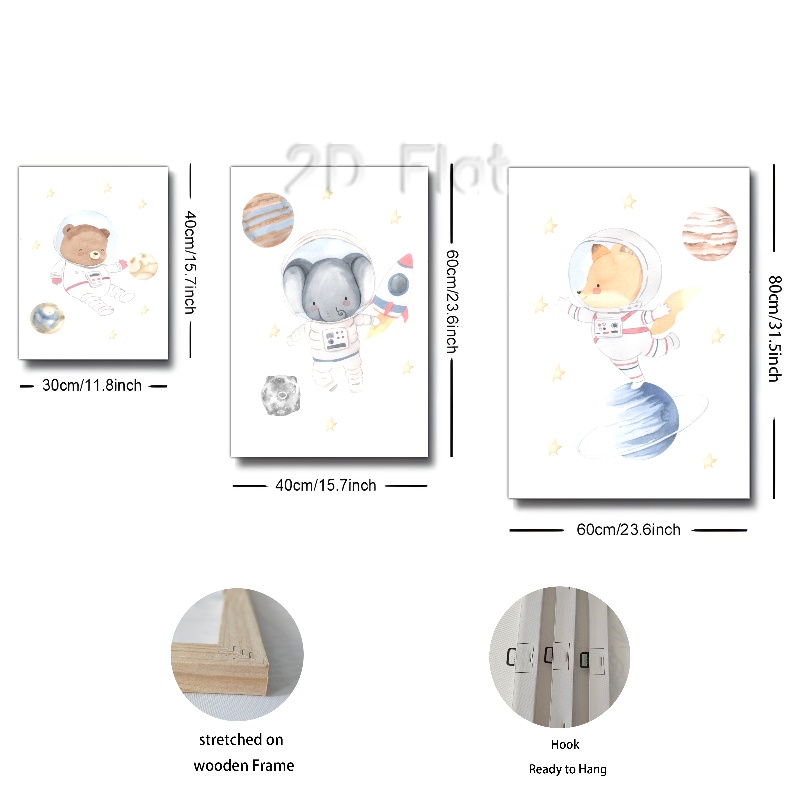 2D Flat
40cm/15.7inch
30cm/11.8inch
60cm/23.6inch
40cm/15.7inch
80cm/31.5inch
60cm/23.6inch
stretched on
wooden Frame
Hook
Ready to Hang